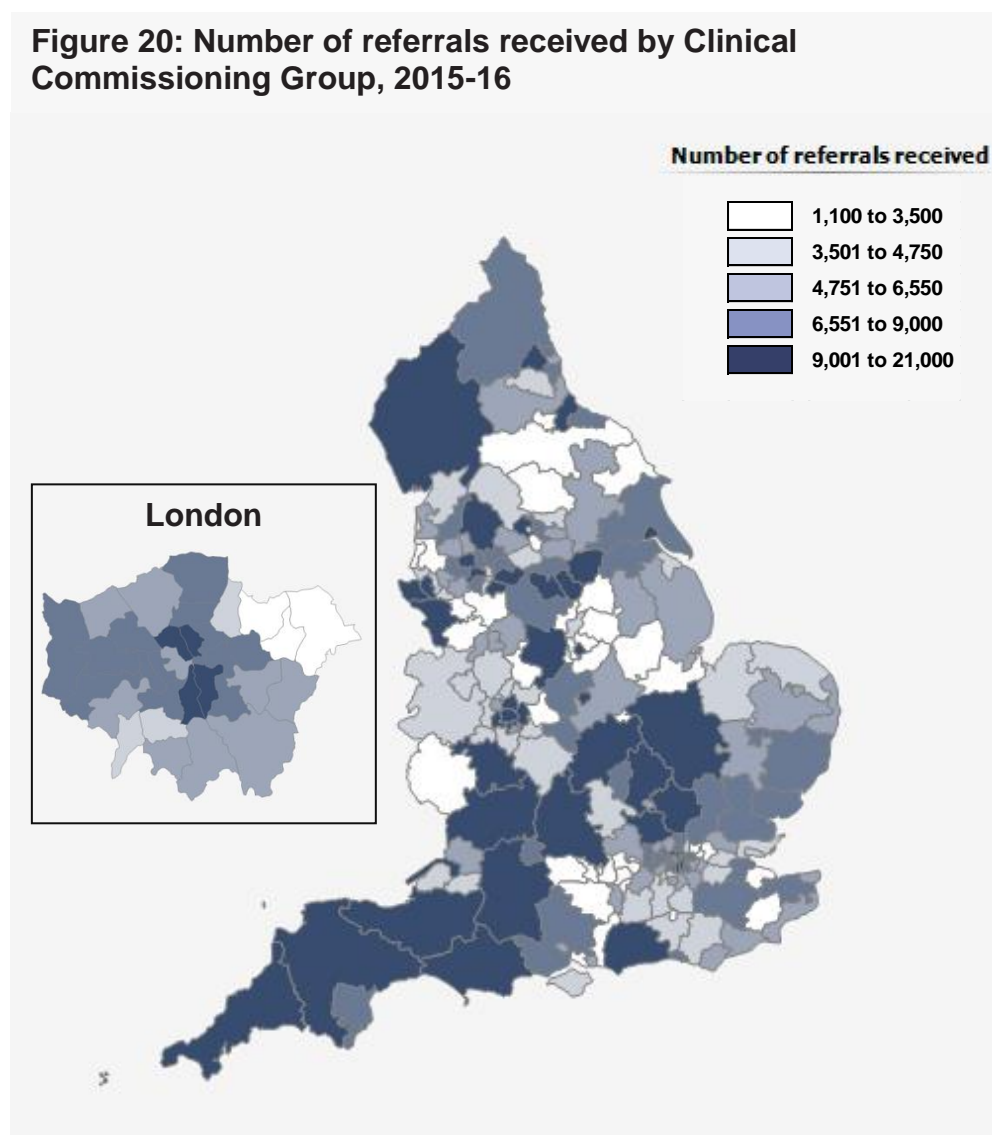 Figure 20: Number of referrals received by Clinical
Commissioning Group, 2015-16
Number of referrals received
1,100 to 3,500
3,501 to 4,750
4,751 to 6,550
6,551 to 9,000
9,001 to 21,000
London